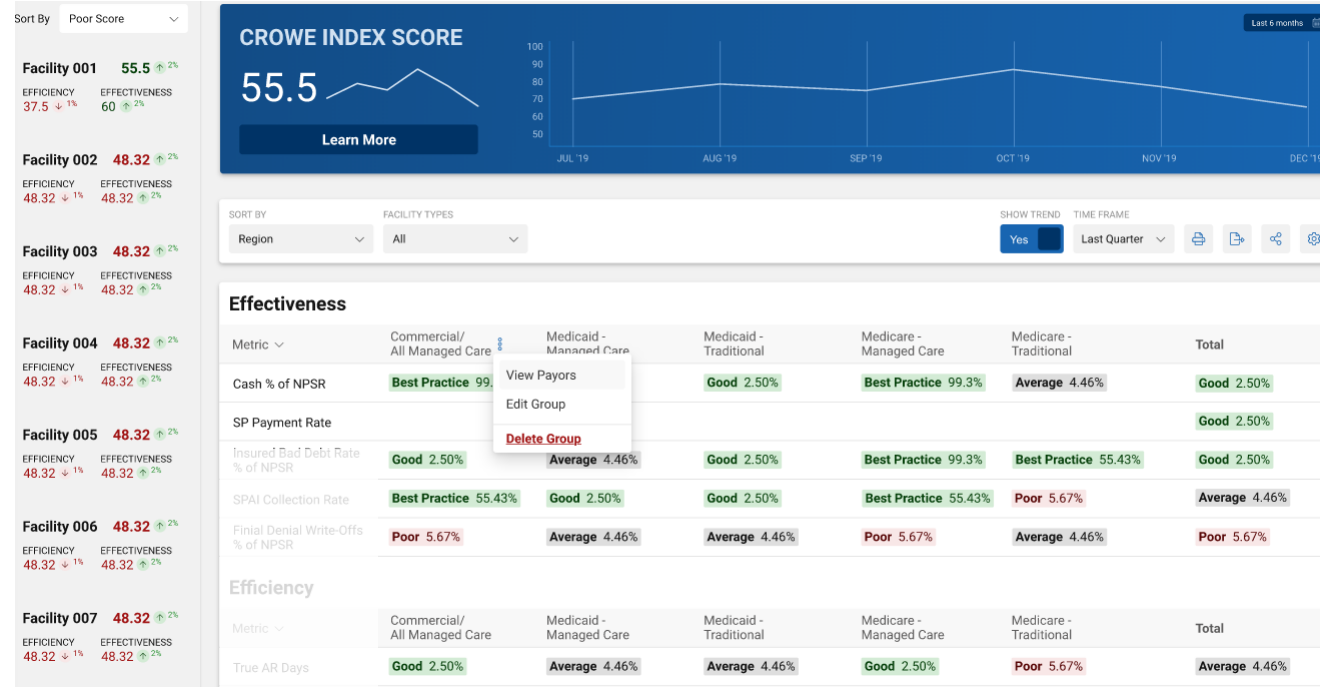 Sort By Poor Score
Facility 001 55.5 2%
EFFICIENCY EFFECTIVENESS
37.5 1% 60 2%
Facility 002 48.32 2%
EFFICIENCY EFFECTIVENESS
48.32 1% 48.32 2%
Facility 003 48.32 2%
EFFICIENCY EFFECTIVENESS
48.32 1% 48.32 2%
Facility 004 48.32 2%
EFFICIENCY EFFECTIVENESS
48.32 1% 48.32 2%
Facility 005 48.32 2%
EFFICIENCY EFFECTIVENESS
48.32 1% 48.32 2%
Facility 006 48.32 2%
EFFICIENCY EFFECTIVENESS
48.32 1% 48.32 2%
Facility 007 48.32 2%
EFFICIENCY EFFECTIVENESS
48.32 1% 48.32 2%
CROWE INDEX SCORE
55.5
Learn More
Last 6 months
100
90
80
70
60
50
JUL '19 AUG '19 SEP '19 OCT '19 NOV '19 DEC '19
SORT BY FACILITY TYPES SHOW TREND TIME FRAME
Region All Yes Last Quarter
Effectiveness
Metric Commercial/ All Managed Care Medicaid - Managed Care Medicaid - Traditional Medicare - Managed Care Medicare - Traditional Total
Cash % of NPSR Best Practice 99. Good 2.50% Best Practice 99.3% Average 4.46% Good 2.50%
SP Payment Rate Good 2.50%
Insured Bad Debt Rate % of NPSR Good 2.50% Average 4.46% Good 2.50% Best Practice 99.3% Best Practice 55.43% Good 2.50%
SPAI Collection Rate Best Practice 55.43% Good 2.50% Good 2.50% Best Practice 55.43% Poor 5.67% Average 4.46%
Finial Denial Write-Offs % of NPSR Poor 5.67% Average 4.46% Average 4.46% Poor 5.67% Average 4.46% Poor 5.67%
View Payors
Edit Group
Delete Group
Efficiency
Metric Commercial/ All Managed Care Medicaid - Managed Care Medicaid - Traditional Medicare - Managed Care Medicare - Traditional Total
True AR Days Good 2.50% Average 4.46% Average 4.46% Good 2.50% Poor 5.67% Average 4.46%